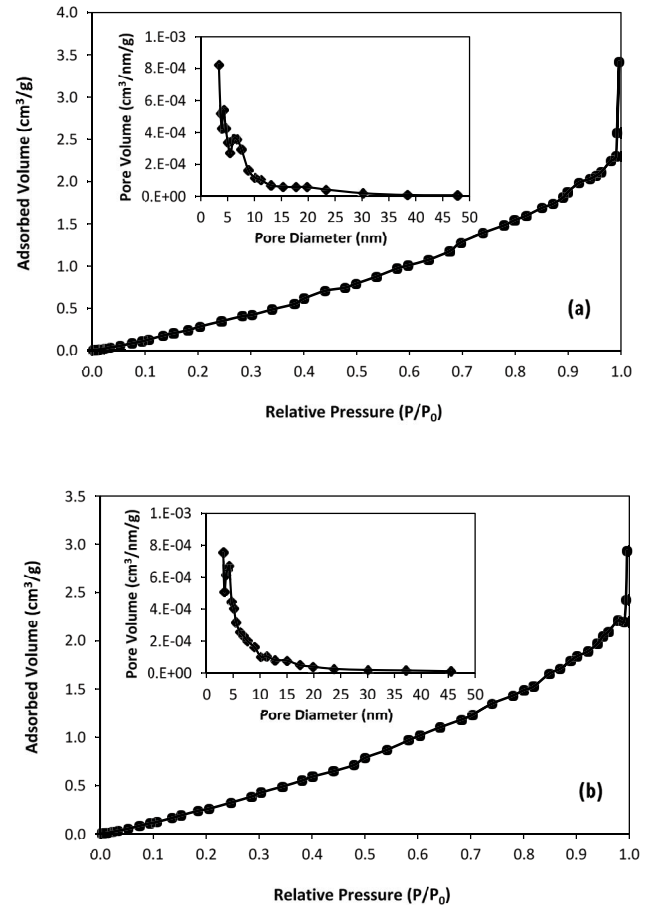 4.0
3.5
3.0
2.5
2.0
1.5
1.0
0.5
0.0
Adsorbed Volume (cm³/g)
1.E-03
8.E-04
6.E-04
4.E-04
2.E-04
0.E+00
Pore Volume (cm³/nm/g)
0 5 10 15 20 25 30 35 40 45 50
Pore Diameter (nm)
(a)
0.0 0.1 0.2 0.3 0.4 0.5 0.6 0.7 0.8 0.9 1.0
Relative Pressure (P/P₀)
3.5
3.0
2.5
2.0
1.5
1.0
0.5
0.0
Adsorbed Volume (cm³/g)
1.E-03
8.E-04
6.E-04
4.E-04
2.E-04
0.E+00
Pore Volume (cm³/nm/g)
0 5 10 15 20 25 30 35 40 45 50
Pore Diameter (nm)
(b)
0.0 0.1 0.2 0.3 0.4 0.5 0.6 0.7 0.8 0.9 1.0
Relative Pressure (P/P₀)